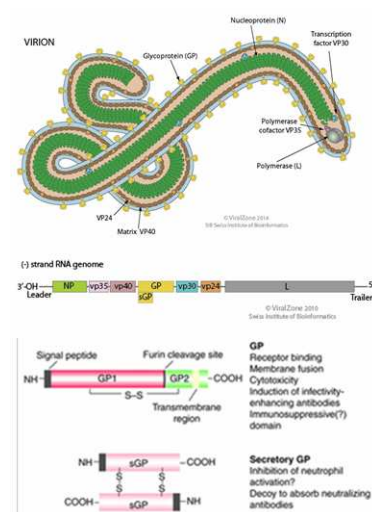 Nucleoprotein (N)
VIRION
Transcription
factor VP30
Glycoprotein (GP)
Polymerase
cofactor VP35
Polymerase (L)
VP24
Matrix VP40
© ViralZone 2014
SIB Swiss Institute of Bioinformatics
(-) strand RNA genome
3'-OH
Leader
NP
vp35
vp40
GP
sGP
vp30
vp24
L
Trailer
© ViralZone 2010
Swiss Institute of Bioinformatics
Signal peptide
Furin cleavage site
NH
GP1
GP2
COOH
S–S
Transmembrane
region
GP
Receptor binding
Membrane fusion
Cytotoxicity
Induction of infectivity-
enhancing antibodies
Immunosuppressive(?)
domain
NH
sGP
COOH
S
S
S
S
COOH
sGP
NH
Secretory GP
Inhibition of neutrophil
activation?
Decoy to absorb neutralizing
antibodies